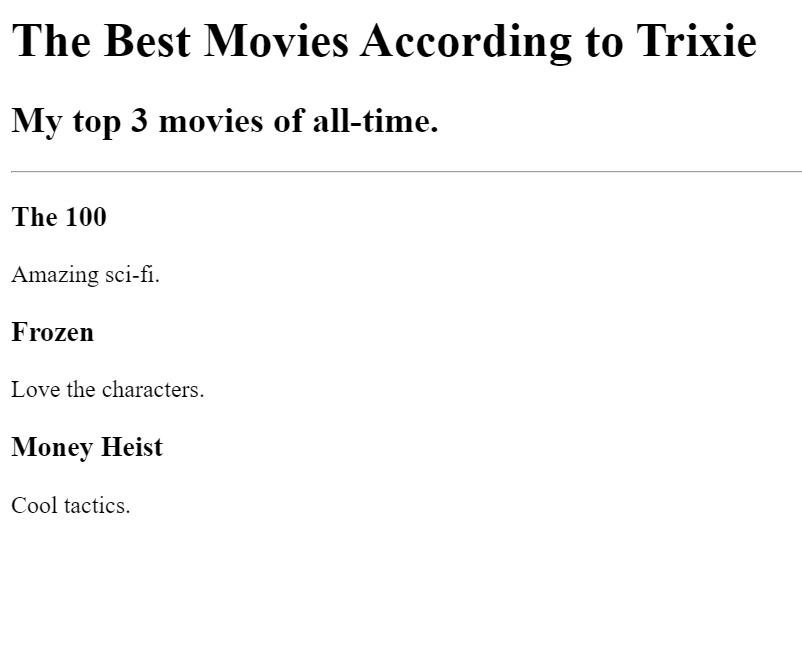 The Best Movies According to Trixie
My top 3 movies of all-time.
The 100
Amazing sci-fi.
Frozen
Love the characters.
Money Heist
Cool tactics.